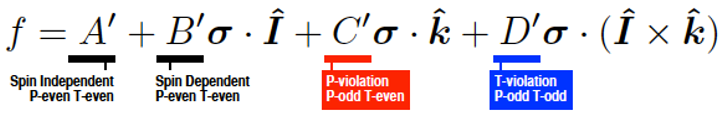 f = A′ + B′σ · Î + C′σ · k̂ + D′σ · (Î × k̂)
Spin Independent
P-even T-even
Spin Dependent
P-even T-even
P-violation
P-odd T-even
T-violation
P-odd T-odd